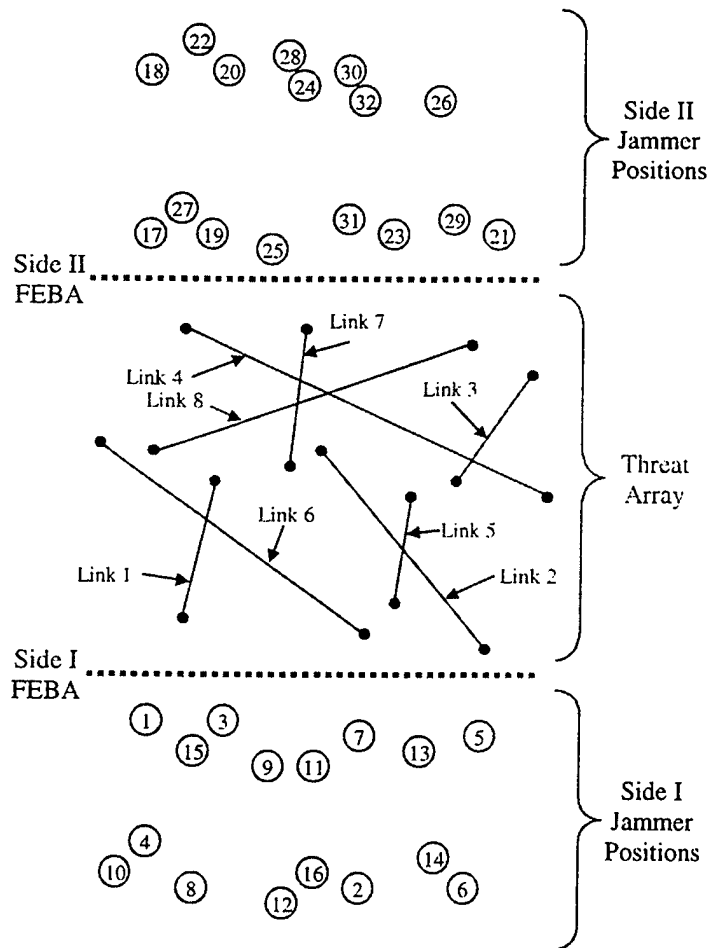 22
28
18
20
30
24
32
26
Side II
Jammer
Positions
27
31
29
17
19
23
21
25
Side II
FEBA
Link 7
Link 4
Link 8
Link 3
Threat
Array
Link 6
Link 5
Link 1
Link 2
Side I
FEBA
1
3
7
5
15
13
9
11
Side I
Jammer
Positions
4
14
10
16
8
2
6
12